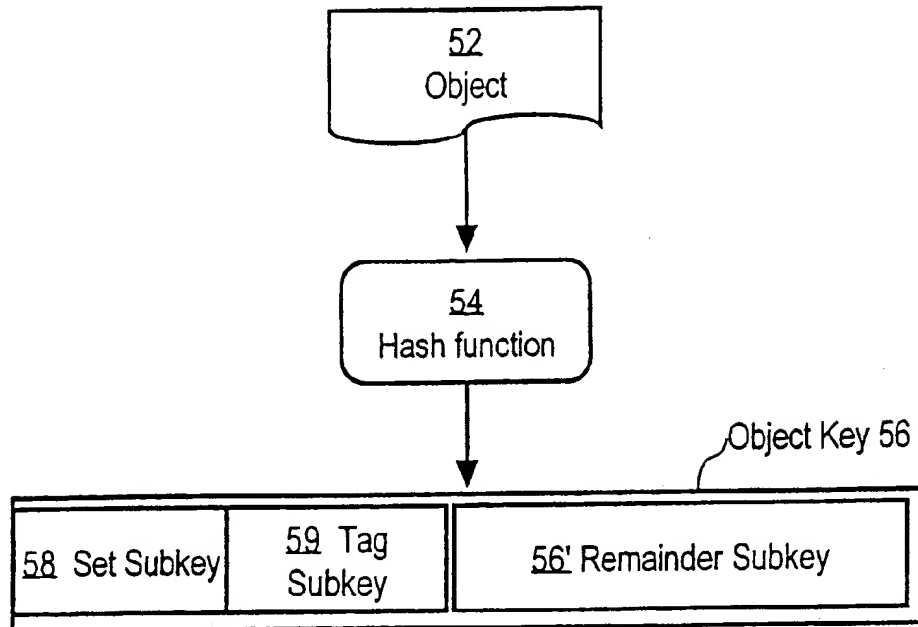 52
Object
54
Hash function
Object Key 56
58 Set Subkey
59 Tag
Subkey
56' Remainder Subkey